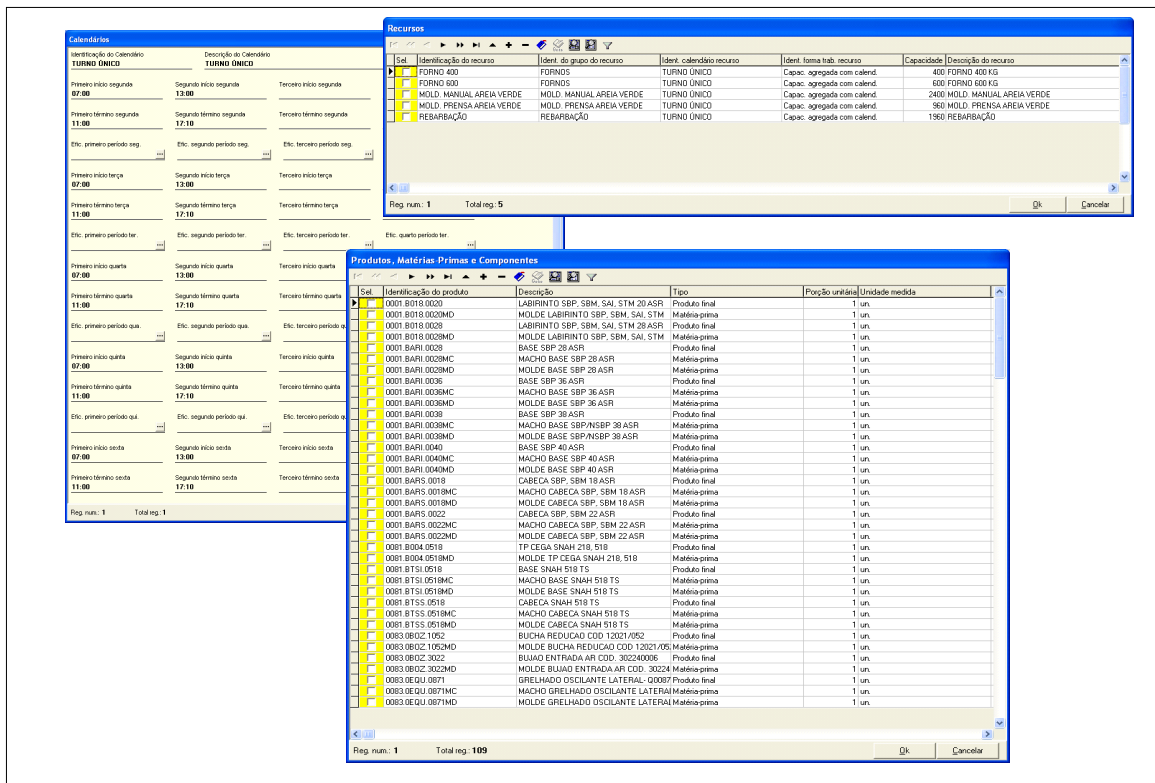 Calendários
Identificação do Calendário Descrição do Calendário
TURNO ÚNICO TURNO ÚNICO
Primeiro início segunda Segundo início segunda Terceiro início segunda
07:00 13:00
Primeiro término segunda Segundo término segunda Terceiro término segunda
11:00 17:10
Efic. primeiro período seg. Efic. segundo período seg. Efic. terceiro período seg.
Primeiro início terça Segundo início terça Terceiro início terça
07:00 13:00
Primeiro término terça Segundo término terça Terceiro término terça
11:00 17:10
Efic. primeiro período ter. Efic. segundo período ter. Efic. terceiro período ter. Efic. quarto período ter.
Primeiro início quarta Segundo início quarta Terceiro início quarta
07:00 13:00
Primeiro término quarta Segundo término quarta Terceiro término quarta
11:00 17:10
Efic. primeiro período qua. Efic. segundo período qua. Efic. terceiro período qua
Primeiro início quinta Segundo início quinta Terceiro início quinta
07:00 13:00
Primeiro término quinta Segundo término quinta Terceiro término quinta
11:00 17:10
Efic. primeiro período qui. Efic. segundo período qui. Efic. terceiro período qu
Primeiro início sexta Segundo início sexta Terceiro início sexta
07:00 13:00
Primeiro término sexta Segundo término sexta Terceiro término sexta
11:00 17:10
Reg. num.: 1 Total reg.: 1
Recursos
Sel. Identificação do recurso Ident. do grupo do recurso Ident. calendário recurso Ident. forma trab. recurso Capacidade Descrição do recurso
FORNO 400 FORNOS TURNO ÚNICO Capac. agregada com calend. 400 FORNO 400 KG
FORNO 600 FORNOS TURNO ÚNICO Capac. agregada com calend. 600 FORNO 600 KG
MOLD. MANUAL AREIA VERDE MOLD. MANUAL AREIA VERDE TURNO ÚNICO Capac. agregada com calend. 2400 MOLD. MANUAL AREIA VERDE
MOLD. PRENSA AREIA VERDE MOLD. PRENSA AREIA VERDE TURNO ÚNICO Capac. agregada com calend. 960 MOLD. PRENSA AREIA VERDE
REBARBAÇÃO REBARBAÇÃO TURNO ÚNICO Capac. agregada com calend. 1960 REBARBAÇÃO
Reg. num.: 1 Total reg.: 5 Ok Cancelar
Produtos, Matérias-Primas e Componentes
Sel. Identificação do produto Descrição Tipo Porção unitária Unidade medida
0001.B018.0020 LABIRINTO SBP, SBM, SAI, STM 20 ASR Produto final 1 un.
0001.B018.0020MD MOLDE LABIRINTO SBP, SBM, SAI, STM Matéria-prima 1 un.
0001.B018.0028 LABIRINTO SBP, SBM, SAI, STM 28 ASR Produto final 1 un.
0001.B018.0028MD MOLDE LABIRINTO SBP, SBM, SAI, STM Matéria-prima 1 un.
0001.BARI.0028 BASE SBP 28 ASR Produto final 1 un.
0001.BARI.0028MC MACHO BASE SBP 28 ASR Matéria-prima 1 un.
0001.BARI.0028MD MOLDE BASE SBP 28 ASR Matéria-prima 1 un.
0001.BARI.0036 BASE SBP 36 ASR Produto final 1 un.
0001.BARI.0036MC MACHO BASE SBP 36 ASR Matéria-prima 1 un.
0001.BARI.0036MD MOLDE BASE SBP 36 ASR Matéria-prima 1 un.
0001.BARI.0038 BASE SBP 38 ASR Produto final 1 un.
0001.BARI.0038MC MACHO BASE SBP/NSBP 38 ASR Matéria-prima 1 un.
0001.BARI.0038MD MOLDE BASE SBP/NSBP 38 ASR Matéria-prima 1 un.
0001.BARI.0040 BASE SBP 40 ASR Produto final 1 un.
0001.BARI.0040MC MACHO BASE SBP 40 ASR Matéria-prima 1 un.
0001.BARI.0040MD MOLDE BASE SBP 40 ASR Matéria-prima 1 un.
0001.BARS.0018 CABECA SBP, SBM 18 ASR Produto final 1 un.
0001.BARS.0018MC MACHO CABECA SBP, SBM 18 ASR Matéria-prima 1 un.
0001.BARS.0018MD MOLDE CABECA SBP, SBM 18 ASR Matéria-prima 1 un.
0001.BARS.0022 CABECA SBP, SBM 22 ASR Produto final 1 un.
0001.BARS.0022MC MACHO CABECA SBP, SBM 22 ASR Matéria-prima 1 un.
0001.BARS.0022MD MOLDE CABECA SBP, SBM 22 ASR Matéria-prima 1 un.
0081.B004.0518 TP CEGA SNAH 218, 518 Produto final 1 un.
0081.B004.0518MD MOLDE TP CEGA SNAH 218, 518 Matéria-prima 1 un.
0081.BTSI.0518 BASE SNAH 518 TS Produto final 1 un.
0081.BTSI.0518MC MACHO BASE SNAH 518 TS Matéria-prima 1 un.
0081.BTSI.0518MD MOLDE BASE SNAH 518 TS Matéria-prima 1 un.
0081.BTSS.0518 CABECA SNAH 518 TS Produto final 1 un.
0081.BTSS.0518MC MACHO CABECA SNAH 518 TS Matéria-prima 1 un.
0081.BTSS.0518MD MOLDE CABECA SNAH 518 TS Matéria-prima 1 un.
0083.0BOZ.1052 BUCHA REDUCAO COD 12021/052 Produto final 1 un.
0083.0BOZ.1052MD MOLDE BUCHA REDUCAO COD 12021/05 Matéria-prima 1 un.
0083.0BOZ.3022 BUJAO ENTRADA AR COD. 302240006 Produto final 1 un.
0083.0BOZ.3022MD MOLDE BUJAO ENTRADA AR COD. 30224 Matéria-prima 1 un.
0083.0EQU.0871 GRELHADO OSCILANTE LATERAL- Q0087 Produto final 1 un.
0083.0EQU.0871MC MACHO GRELHADO OSCILANTE LATERAL Matéria-prima 1 un.
0083.0EQU.0871MD MOLDE GRELHADO OSCILANTE LATERAL Matéria-prima 1 un.
Reg. num.: 1 Total reg.: 109 Ok Cancelar